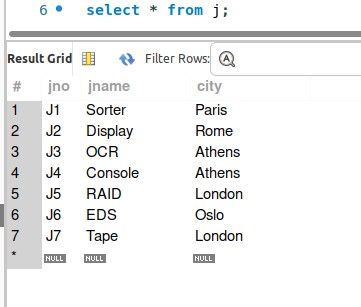 6 select * from j;
Result Grid Filter Rows:
# jno jname city
1 J1 Sorter Paris
2 J2 Display Rome
3 J3 OCR Athens
4 J4 Console Athens
5 J5 RAID London
6 J6 EDS Oslo
7 J7 Tape London
* NULL NULL NULL